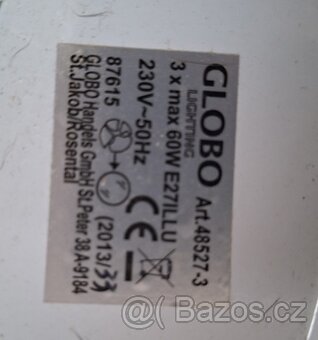 GLOBO Art.48527-3
LIGHTING
3 x max 60W E27ILLU
230V~50Hz
87615 (2013/33
GLOBO Handels GmbH St.Peter 38 A-9184
St.Jakob/Rosental
@bazos.cz